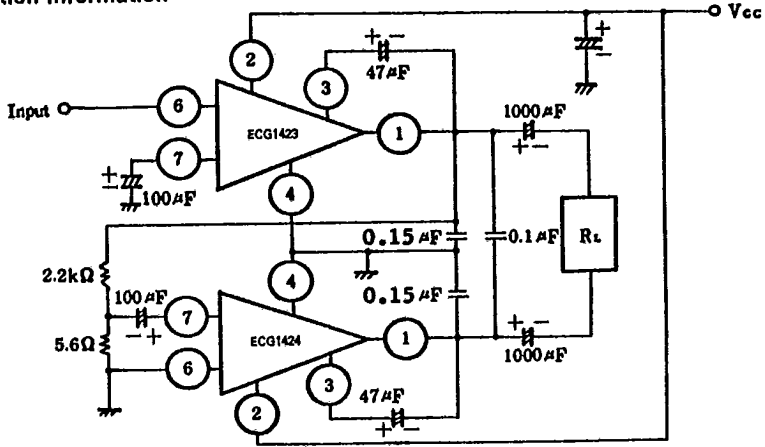 Vcc
+ -
47μF
+
-
2
3
Input
6
ECG1423
1
1000μF
+ -
7
+
-
100μF
4
0.15μF
0.1μF
RL
2.2kΩ
4
0.15μF
100μF
7
- +
5.6Ω
6
ECG1424
1
+ -
1000μF
3
47μF
2
+ -